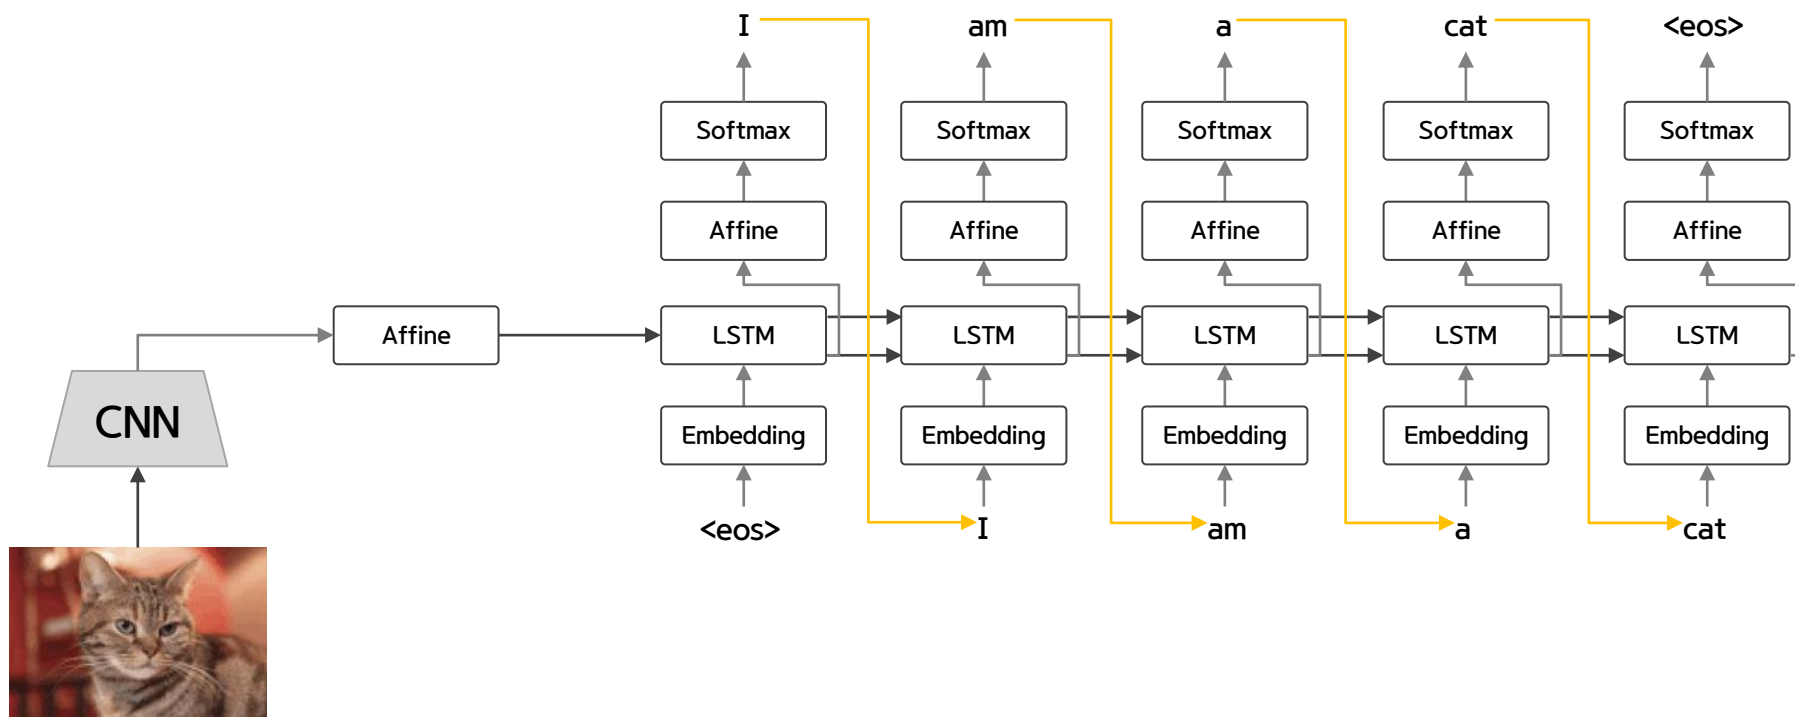 I am a cat <eos>
Softmax Softmax Softmax Softmax Softmax
Affine Affine Affine Affine Affine
Affine LSTM LSTM LSTM LSTM LSTM
CNN Embedding Embedding Embedding Embedding Embedding
<eos> I am a cat